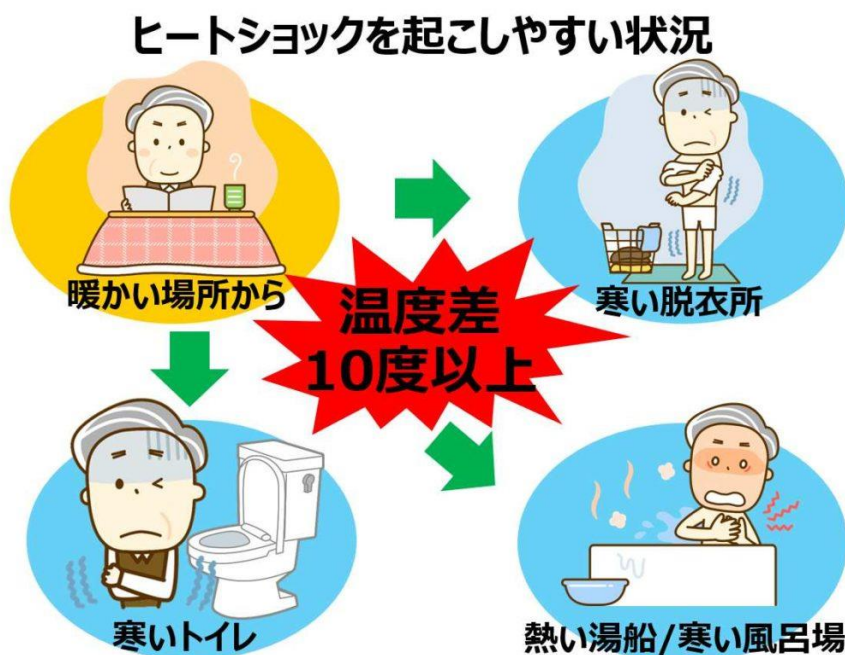 ヒートショックを起こしやすい状況
暖かい場所から
寒い脱衣所
温度差
10度以上
寒いトイレ
熱い湯船/寒い風呂場